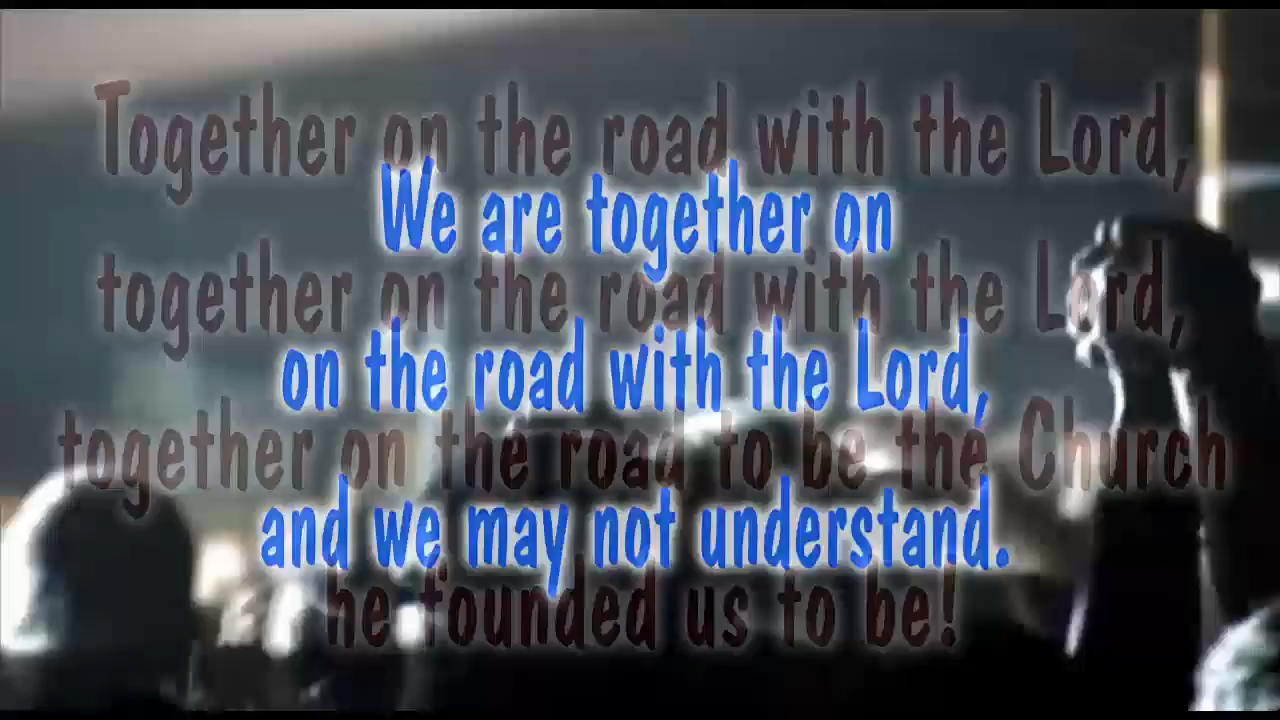 Together on the road with the Lord,
We are together on
together on the road with the Lord,
on the road with the Lord,
together on the road to be the Church
and we may not understand.
he founded us to be!